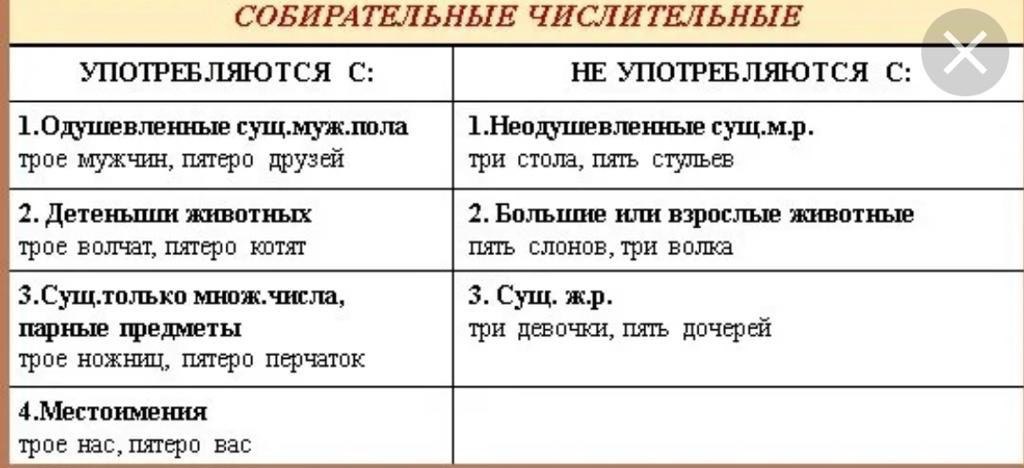 СОБИРАТЕЛЬНЫЕ ЧИСЛИТЕЛЬНЫЕ
УПОТРЕБЛЯЮТСЯ С:
НЕ УПОТРЕБЛЯЮТСЯ С:
1.Одушевленные сущ.муж.пола
трое мужчин, пятеро друзей
1.Неодушевленные сущ.м.р.
три стола, пять стульев
2. Детеныши животных
трое волчат, пятеро котят
2. Большие или взрослые животные
пять слонов, три волка
3.Сущ.только множ.числа,
парные предметы
трое ножниц, пятеро перчаток
3. Сущ. ж.р.
три девочки, пять дочерей
4.Местоимения
трое нас, пятеро вас